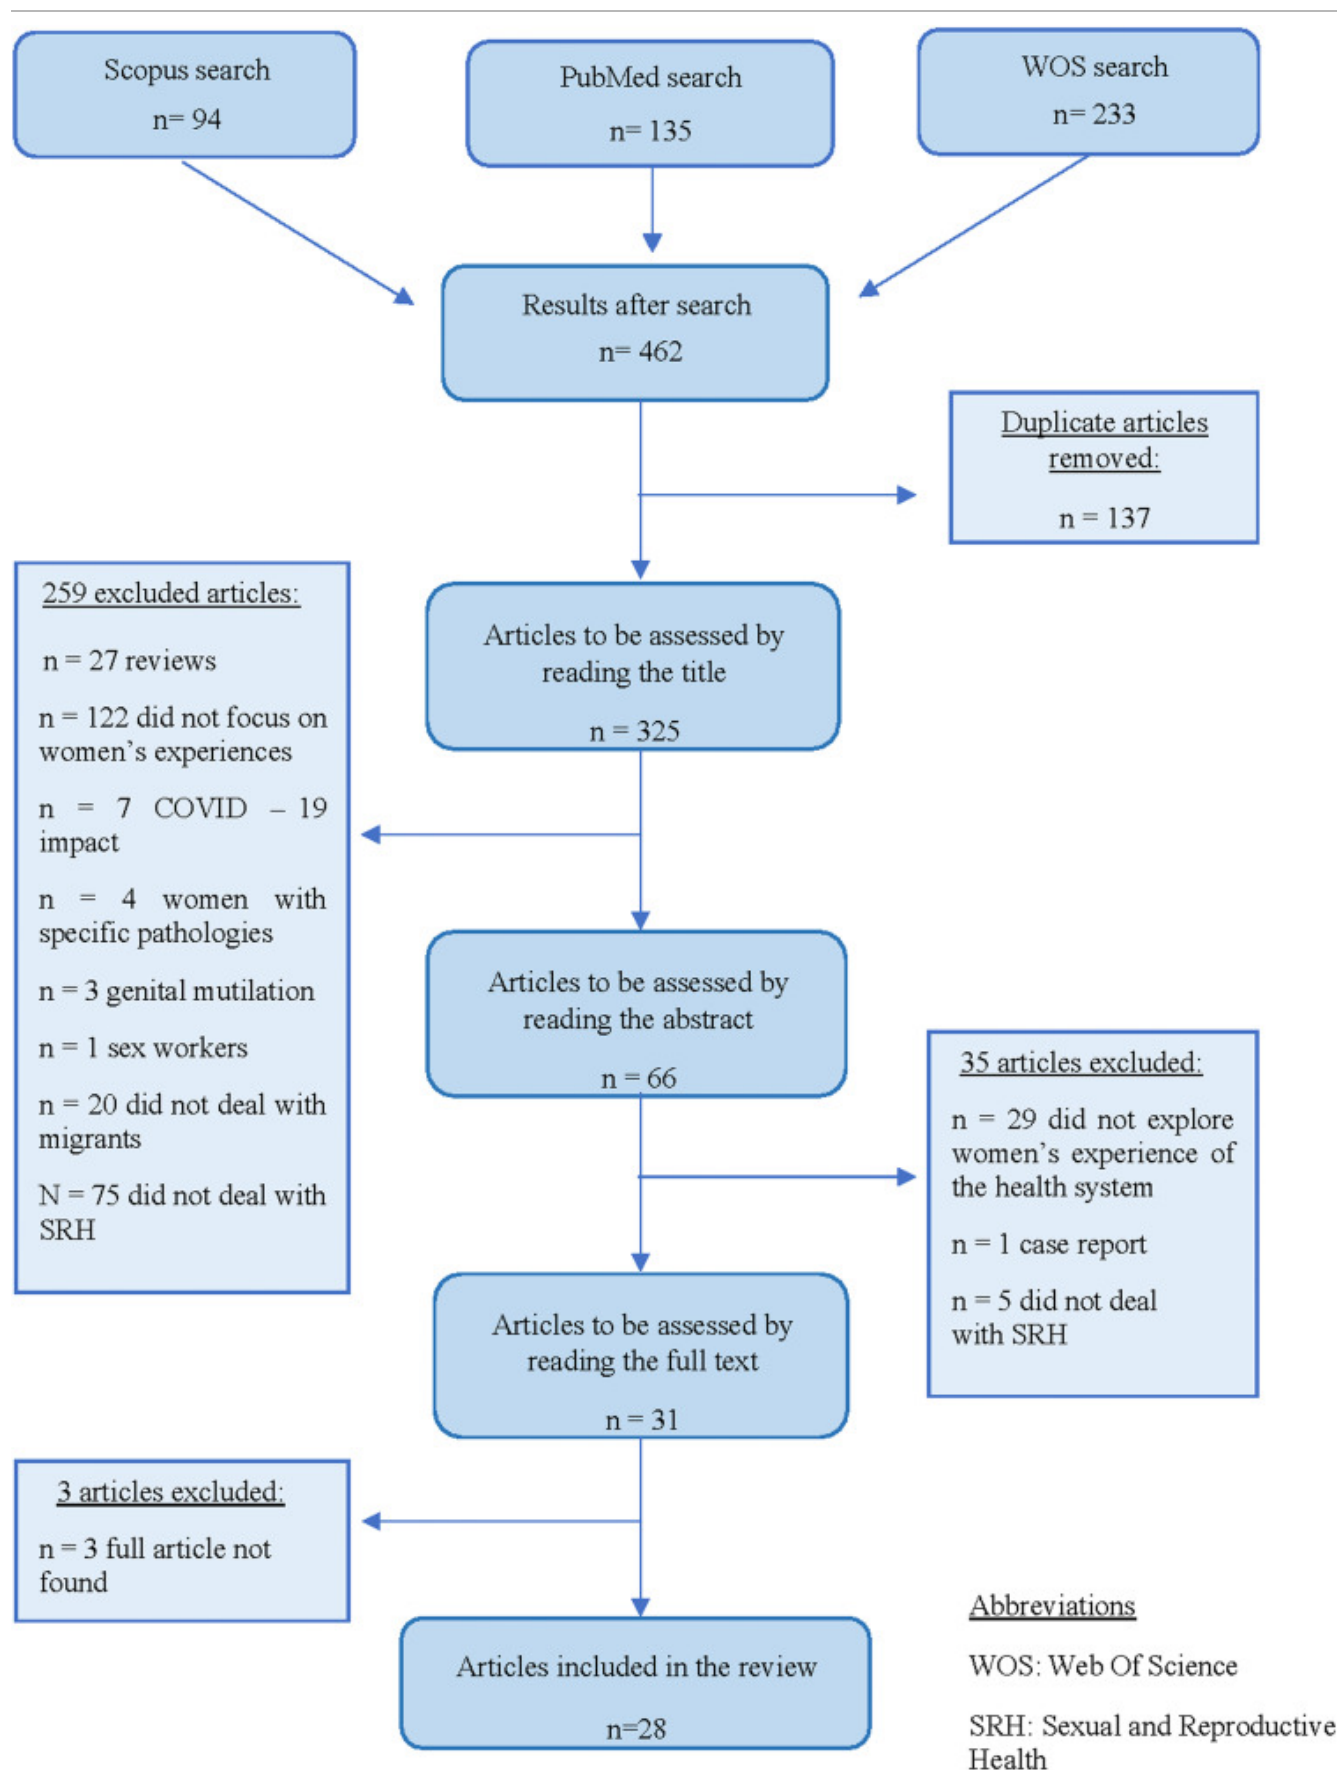 Scopus search
n= 94
PubMed search
n= 135
WOS search
n= 233
Results after search
n= 462
Duplicate articles
removed:
n = 137
259 excluded articles:
n = 27 reviews
n = 122 did not focus on
women’s experiences
n = 7 COVID – 19
impact
n = 4 women with
specific pathologies
n = 3 genital mutilation
n = 1 sex workers
n = 20 did not deal with
migrants
N = 75 did not deal with
SRH
Articles to be assessed by
reading the title
n = 325
Articles to be assessed by
reading the abstract
n = 66
35 articles excluded:
n = 29 did not explore
women’s experience of
the health system
n = 1 case report
n = 5 did not deal
with SRH
Articles to be assessed by
reading the full text
n = 31
3 articles excluded:
n = 3 full article not
found
Articles included in the review
n=28
Abbreviations
WOS: Web Of Science
SRH: Sexual and Reproductive
Health